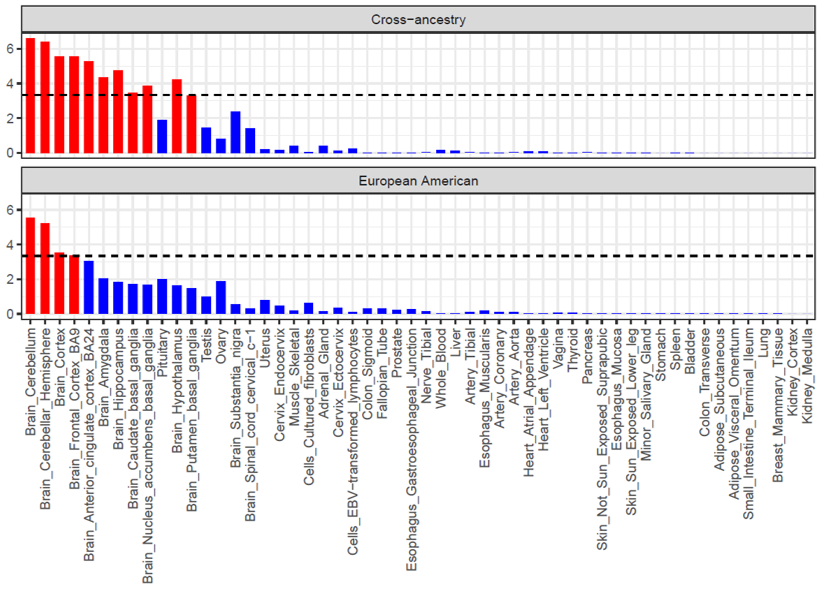 Cross−ancestry
6
4
2
0
European American
6
4
2
0
Brain_Cerebellum
Brain_Cerebellar_Hemisphere
Brain_Cortex
Brain_Frontal_Cortex_BA9
Brain_Anterior_cingulate_cortex_BA24
Brain_Amygdala
Brain_Hippocampus
Brain_Caudate_basal_ganglia
Brain_Nucleus_accumbens_basal_ganglia
Pituitary
Brain_Hypothalamus
Brain_Putamen_basal_ganglia
Testis
Ovary
Brain_Substantia_nigra
Brain_Spinal_cord_cervical_c−1
Uterus
Cervix_Endocervix
Muscle_Skeletal
Cells_Cultured_fibroblasts
Adrenal_Gland
Cervix_Ectocervix
Cells_EBV−transformed_lymphocytes
Colon_Sigmoid
Fallopian_Tube
Prostate
Esophagus_Gastroesophageal_Junction
Nerve_Tibial
Whole_Blood
Liver
Artery_Tibial
Esophagus_Muscularis
Artery_Coronary
Artery_Aorta
Heart_Atrial_Appendage
Heart_Left_Ventricle
Vagina
Thyroid
Pancreas
Skin_Not_Sun_Exposed_Suprapubic
Esophagus_Mucosa
Skin_Sun_Exposed_Lower_leg
Minor_Salivary_Gland
Stomach
Spleen
Bladder
Colon_Transverse
Adipose_Subcutaneous
Adipose_Visceral_Omentum
Small_Intestine_Terminal_Ileum
Lung
Breast_Mammary_Tissue
Kidney_Cortex
Kidney_Medulla